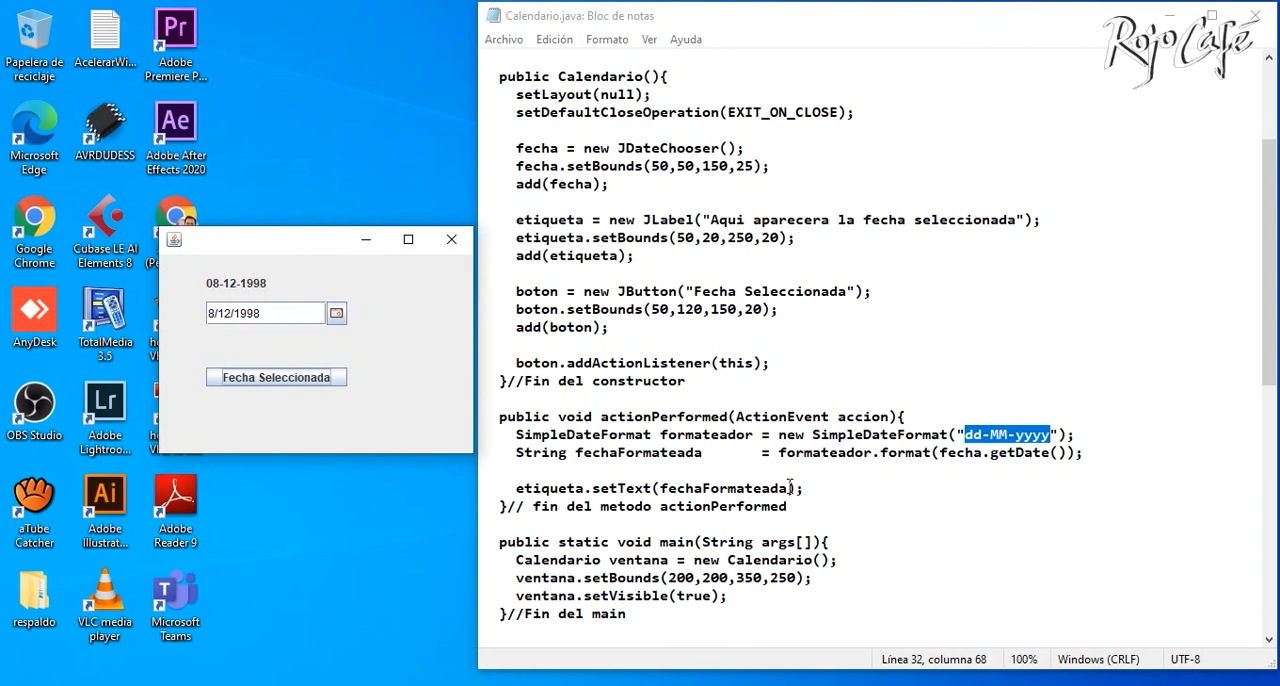 Papelera de
reciclaje
AcelerarWi...
Pr
Adobe
Premiere P...
Microsoft
Edge
AVRDUDESS
Ae
Adobe After
Effects 2020
Google
Chrome
Cubase LE AI
Elements 8
(Pe
AnyDesk
TotalMedia
3.5
OBS Studio
Lr
Adobe
Lightroo...
aTube
Catcher
Ai
Adobe
Illustrat...
Adobe
Reader 9
respaldo
VLC media
player
Microsoft
Teams
08-12-1998
8/12/1998
Fecha Seleccionada
Calendario.java: Bloc de notas
Archivo Edición Formato Ver Ayuda
Rojo Café
public Calendario(){
setLayout(null);
setDefaultCloseOperation(EXIT_ON_CLOSE);
fecha = new JDateChooser();
fecha.setBounds(50,50,150,25);
add(fecha);
etiqueta = new JLabel("Aqui aparecera la fecha seleccionada");
etiqueta.setBounds(50,20,250,20);
add(etiqueta);
boton = new JButton("Fecha Seleccionada");
boton.setBounds(50,120,150,20);
add(boton);
boton.addActionListener(this);
}//Fin del constructor
public void actionPerformed(ActionEvent accion){
SimpleDateFormat formateador = new SimpleDateFormat("dd-MM-yyyy");
String fechaFormateada = formateador.format(fecha.getDate());
etiqueta.setText(fechaFormateada);
}// fin del metodo actionPerformed
public static void main(String args[]){
Calendario ventana = new Calendario();
ventana.setBounds(200,200,350,250);
ventana.setVisible(true);
}//Fin del main
Línea 32, columna 68 100% Windows (CRLF) UTF-8